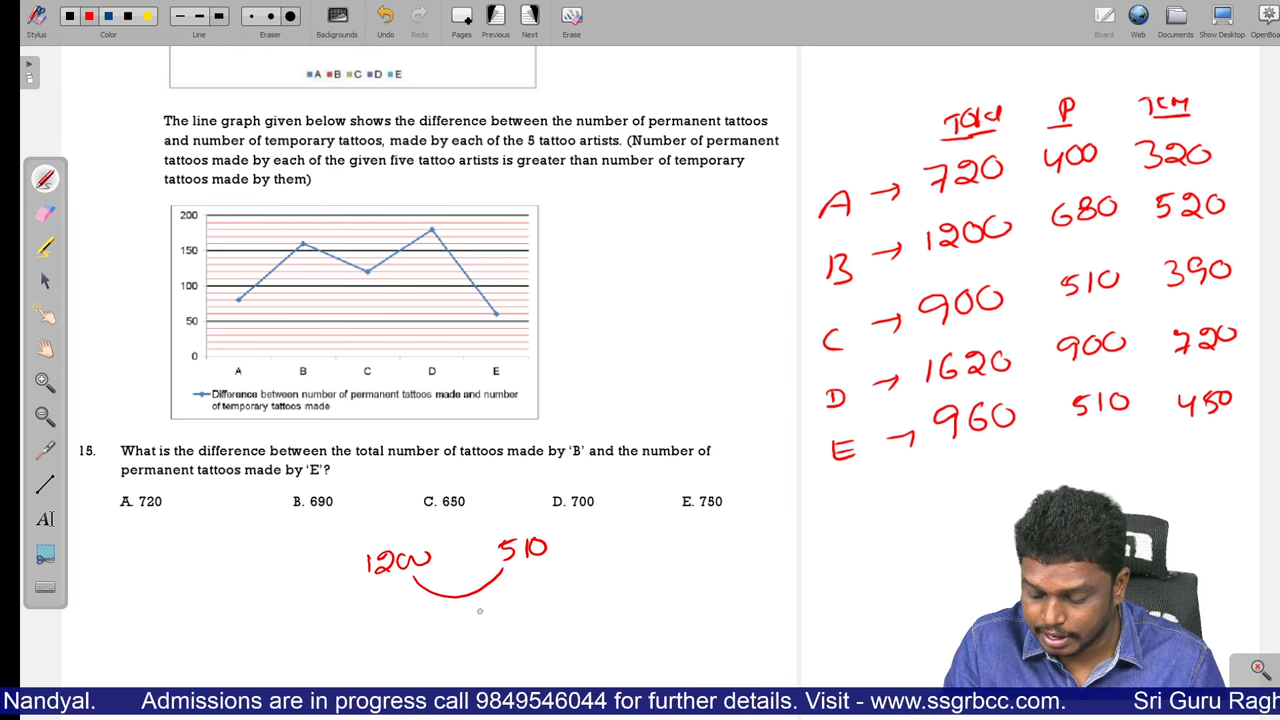 Stylus Color Line Eraser Backgrounds Undo Redo Pages Previous Next Erase Board Web Documents Show Desktop OpenBoa
A B C D E
The line graph given below shows the difference between the number of permanent tattoos
and number of temporary tattoos, made by each of the 5 tattoo artists. (Number of permanent
tattoos made by each of the given five tattoo artists is greater than number of temporary
tattoos made by them)
200
150
100
50
0
A B C D E
Difference between number of permanent tattoos made and number
of temporary tattoos made
15. What is the difference between the total number of tattoos made by ‘B’ and the number of
permanent tattoos made by ‘E’?
A. 720 B. 690 C. 650 D. 700 E. 750
1200 510
Total P Tem
A → 720 400 320
B → 1200 680 520
C → 900 510 390
D → 1620 900 720
E → 960 510 450
Nandyal. Admissions are in progress call 9849546044 for further details. Visit - www.ssgrbcc.com. Sri Guru Ragh